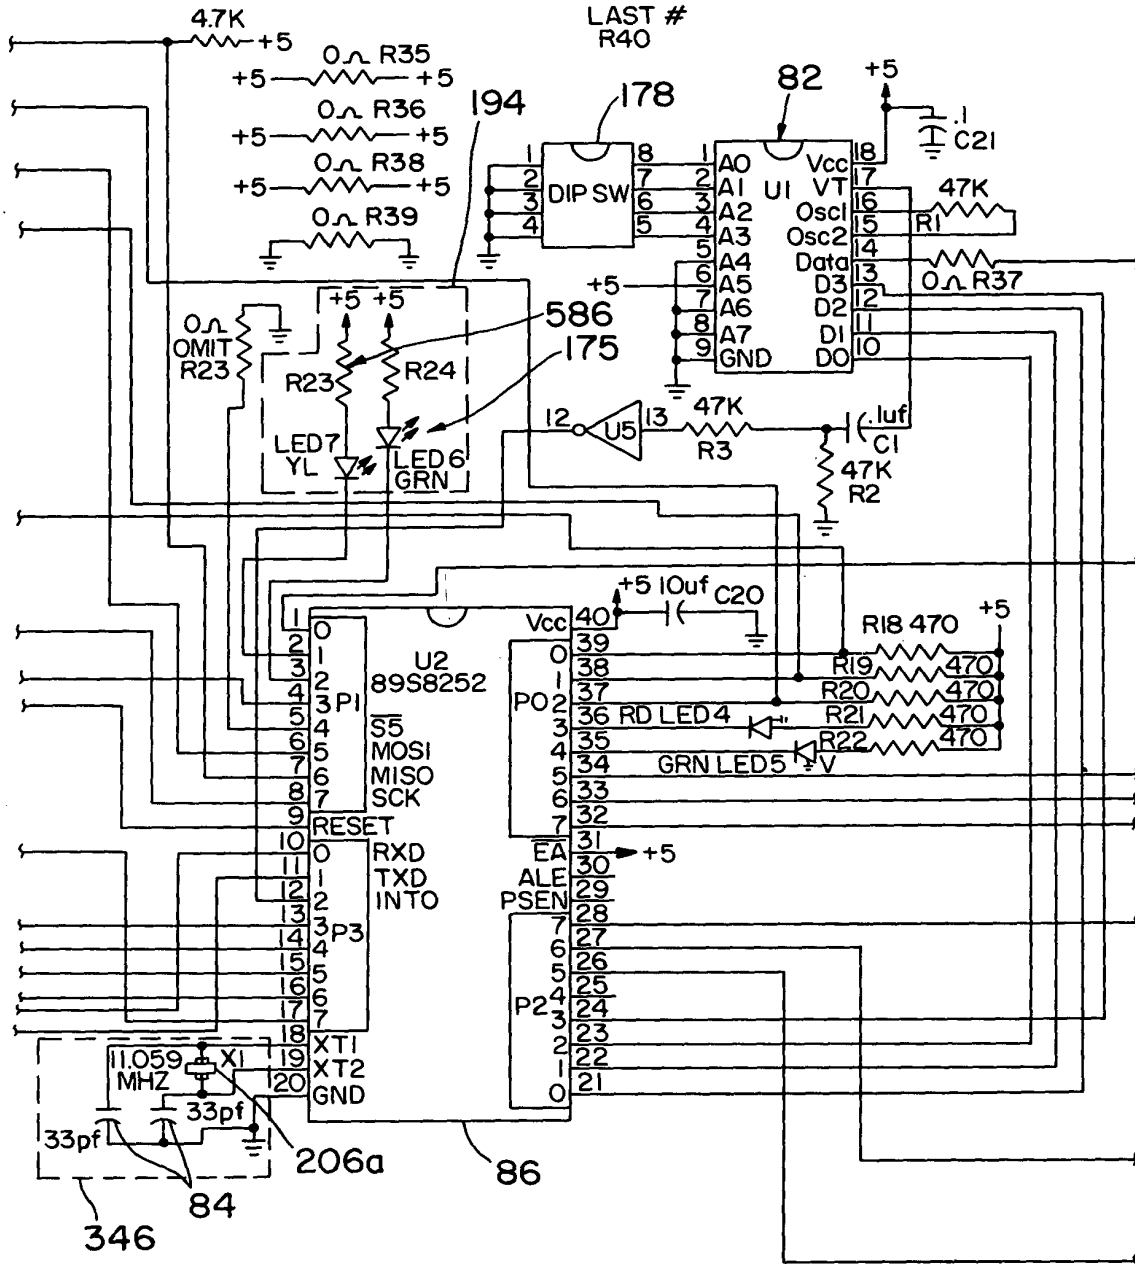 LAST #
R40
4.7K
+5
0Ω R35
+5 +5
0Ω R36
+5 +5
0Ω R38
+5 +5
0Ω R39
194
178
82
+5
.1
C21
1 8
2 7
3 6
4 5
DIP SW
U1
1 A0 Vcc 18
2 A1 VT 17
3 A2 Osc1 16
4 A3 Osc2 15
5 A4 Data 14
6 A5 D3 13
7 A6 D2 12
8 A7 D1 11
9 GND D0 10
+5
47K
R1
0Ω R37
0Ω
OMIT
R23
+5 +5
586
175
R23 R24
LED7
YL
LED6
GRN
12 U5 13
47K
R3
.1uf
C1
47K
R2
+5 10uf C20
U2
89S8252
P1
1 0
2 1
3 2
4 3
5 4 S5
6 5 MOSI
7 6 MISO
8 7 SCK
9 RESET
P3
10 0 RXD
11 1 TXD
12 2 INTO
13 3
14 4
15 5
16 6
17 7
18 XT1
19 XT2
20 GND
Vcc 40
P0
0 39
1 38
2 37
3 36
4 35
5 34
6 33
7 32
EA 31 +5
ALE 30
PSEN 29
P2
7 28
6 27
5 26
4 25
3 24
2 23
1 22
0 21
+5
R18 470
R19 470
R20 470
RD LED4 R21 470
GRN LED5 V R22 470
11.059
MHZ
X1
33pf
33pf
206a
84
346
86